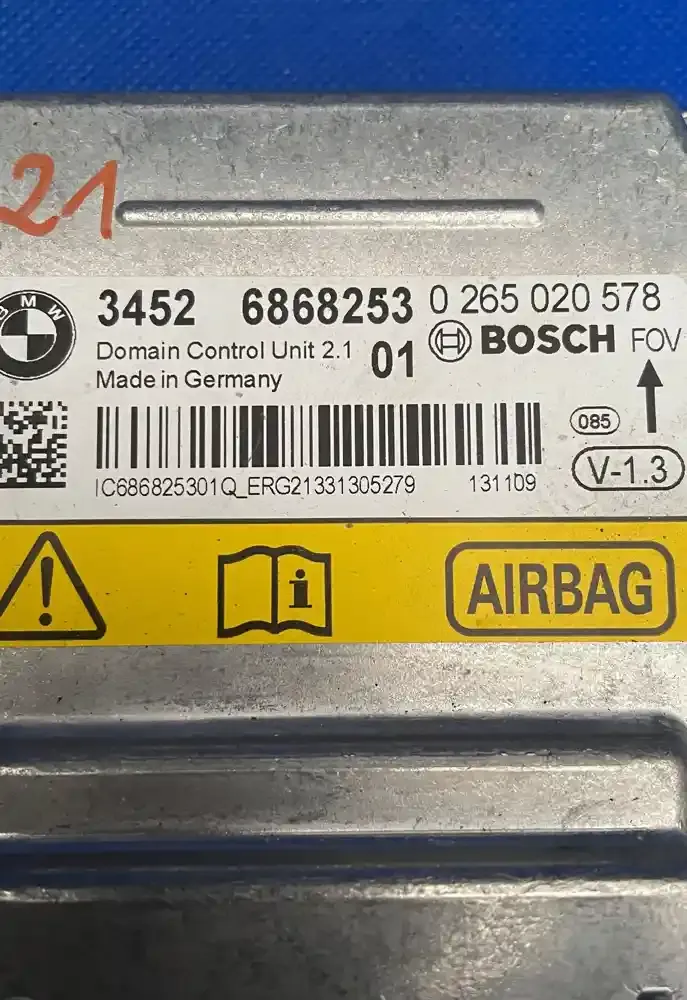 21
BMW
3452 6868253 0 265 020 578
Domain Control Unit 2.1 01 BOSCH FOV
Made in Germany
085
V-1.3
IC686825301Q_ERG21331305279 131109
AIRBAG